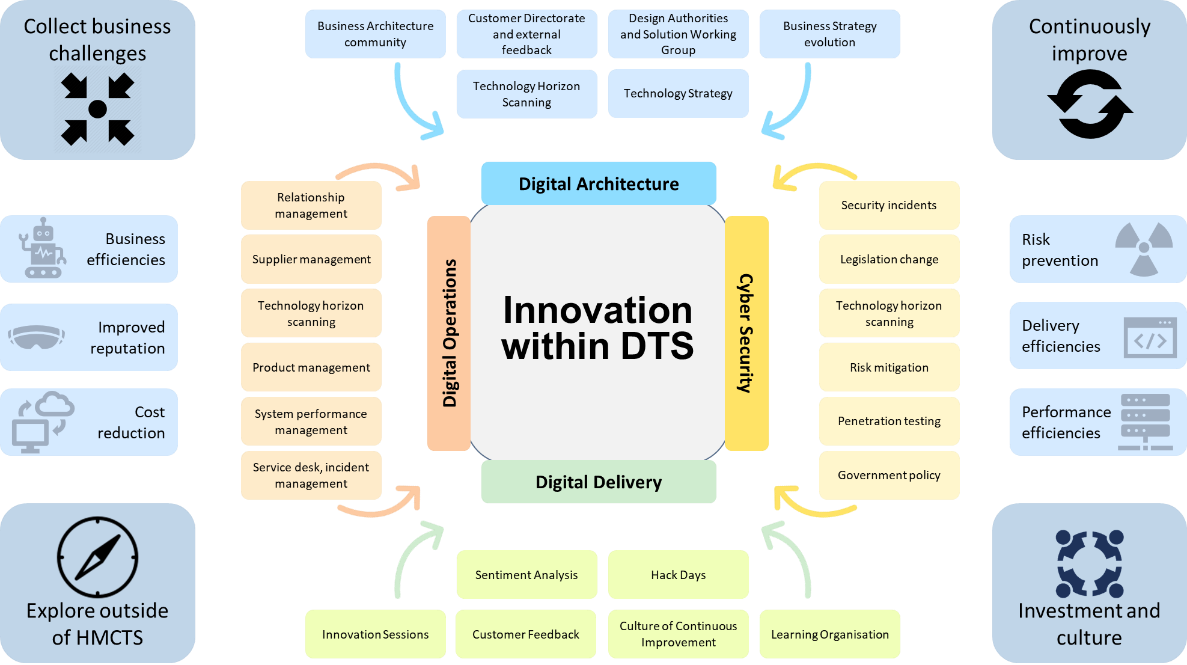 Collect business
challenges
Business Architecture
community
Customer Directorate
and external
feedback
Design Authorities
and Solution Working
Group
Business Strategy
evolution
Technology Horizon
Scanning
Technology Strategy
Continuously
improve
Business
efficiencies
Improved
reputation
Cost
reduction
Relationship
management
Supplier management
Technology horizon
scanning
Product management
System performance
management
Service desk, incident
management
Digital Architecture
Digital Operations
Innovation
within DTS
Cyber Security
Digital Delivery
Security incidents
Legislation change
Technology horizon
scanning
Risk mitigation
Penetration testing
Government policy
Risk
prevention
Delivery
efficiencies
</>
Performance
efficiencies
Explore outside
of HMCTS
Sentiment Analysis
Hack Days
Innovation Sessions
Customer Feedback
Culture of Continuous
Improvement
Learning Organisation
Investment and
culture